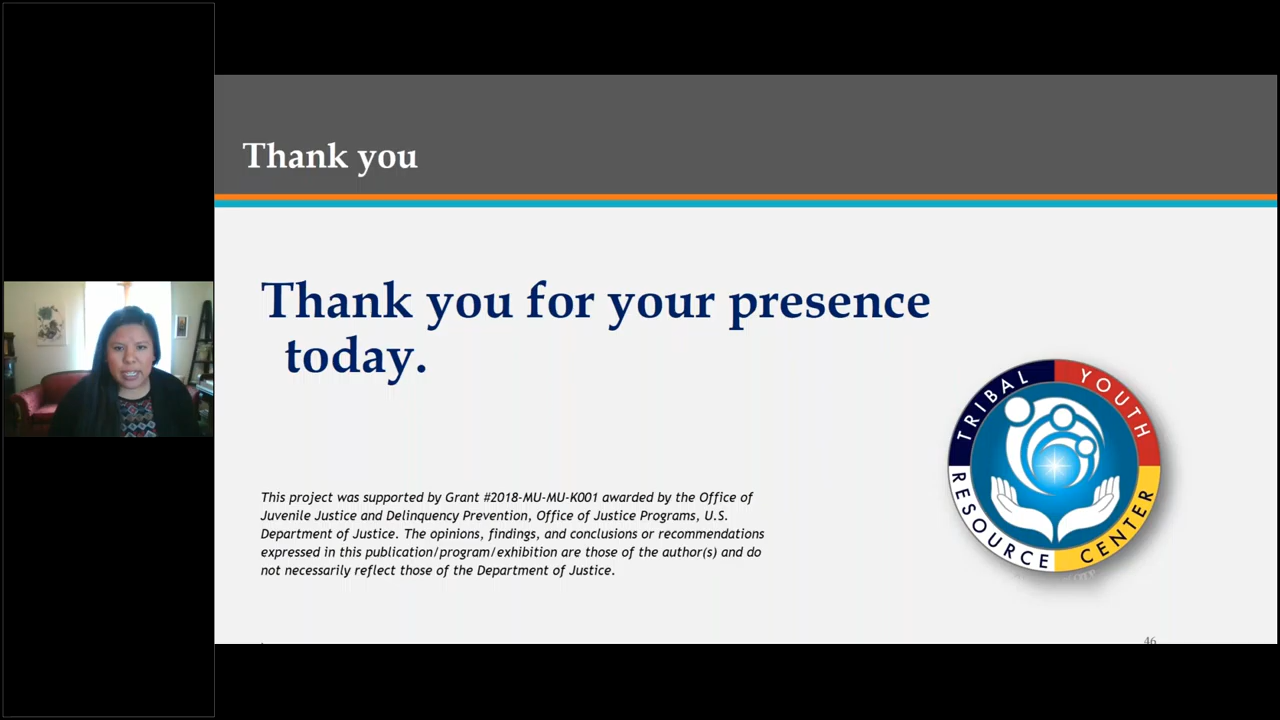 Thank you
Thank you for your presence
today.
This project was supported by Grant #2018-MU-MU-K001 awarded by the Office of
Juvenile Justice and Delinquency Prevention, Office of Justice Programs, U.S.
Department of Justice. The opinions, findings, and conclusions or recommendations
expressed in this publication/program/exhibition are those of the author(s) and do
not necessarily reflect those of the Department of Justice.
TRIBAL YOUTH
RESOURCE CENTER
46